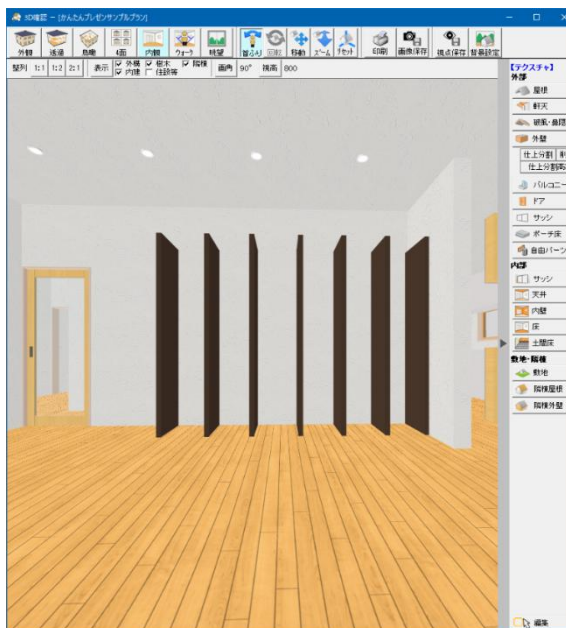 3D確認 － [かんたんプレゼンサンプルプラン]
外観 透過 鳥瞰 4面 内観 ウォーク 眺望 首ふり 回転 移動 ズーム リセット 印刷 画像保存 視点保存 背景設定
整列 1:1 1:2 2:1 表示 外構 樹木 隣棟 画角 90° 視高 800
内建 住設等
【テクスチャ】
外部
屋根
軒天
破風・鼻隠
外壁
仕上分割
仕上分割高
バルコニー
ドア
サッシ
ポーチ床
自由パーツ
内部
サッシ
天井
内壁
床
土間床
敷地・隣棟
敷地
隣棟屋根
隣棟外壁
編集